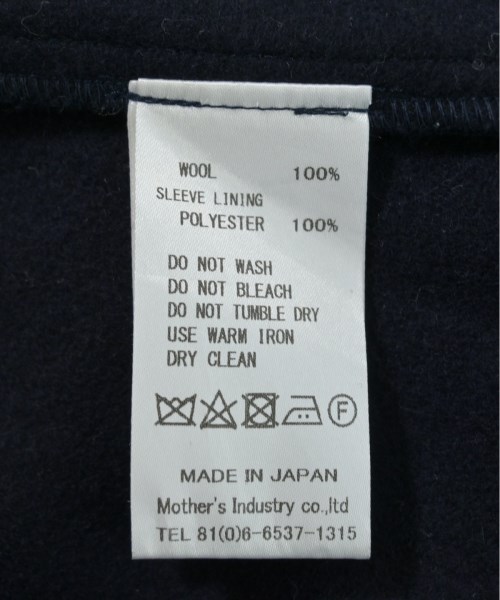 WOOL 100%
SLEEVE LINING
POLYESTER 100%
DO NOT WASH
DO NOT BLEACH
DO NOT TUMBLE DRY
USE WARM IRON
DRY CLEAN
F
MADE IN JAPAN
Mother's Industry co.,ltd
TEL 81(0)6-6537-1315